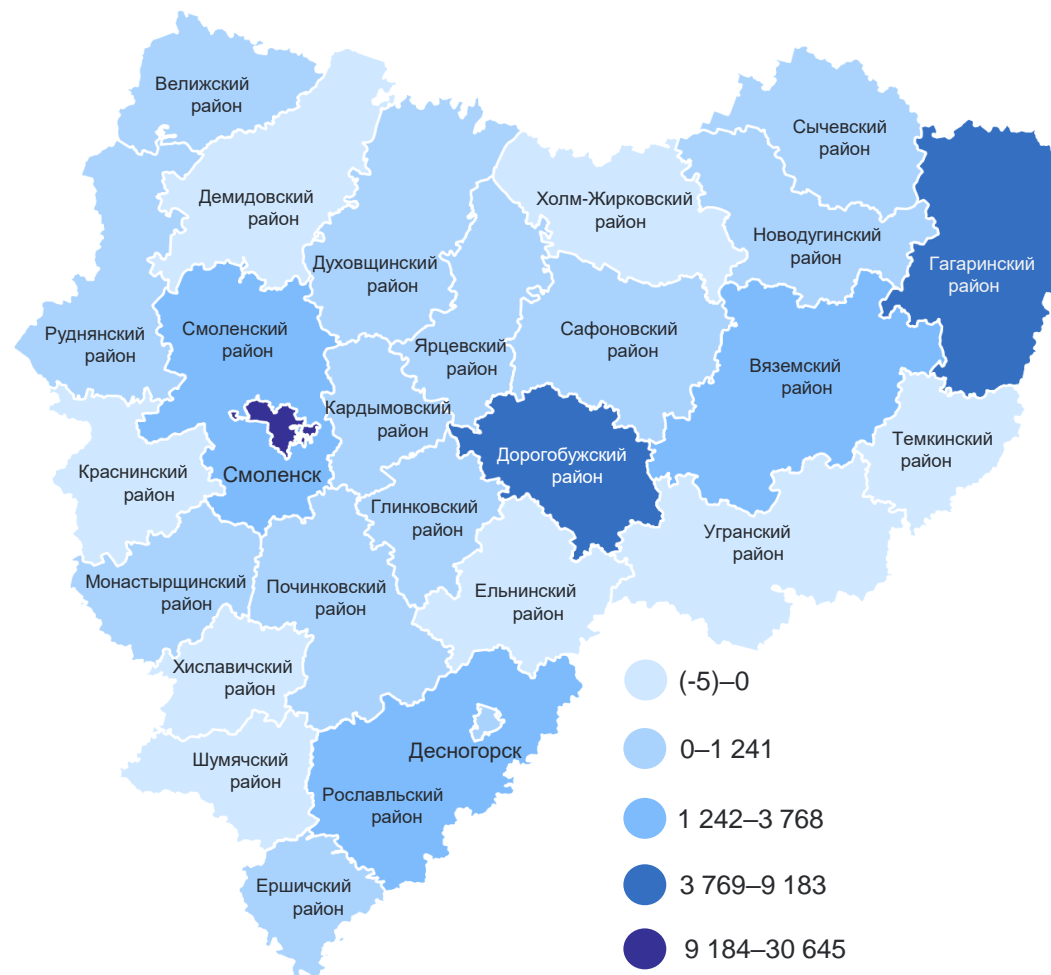 Велижский
район
Сычевский
район
Демидовский
район
Холм-Жирковский
район
Новодугинский
район
Духовщинский
район
Гагаринский
район
Руднянский
район
Смоленский
район
Ярцевский
район
Сафоновский
район
Вяземский
район
Кардымовский
район
Темкинский
район
Краснинский
район
Смоленск
Дорогобужский
район
Глинковский
район
Угранский
район
Монастырщинский
район
Починковский
район
Ельнинский
район
Хиславичский
район
Шумячский
район
Десногорск
Рославльский
район
Ершичский
район
(-5)–0
0–1 241
1 242–3 768
3 769–9 183
9 184–30 645